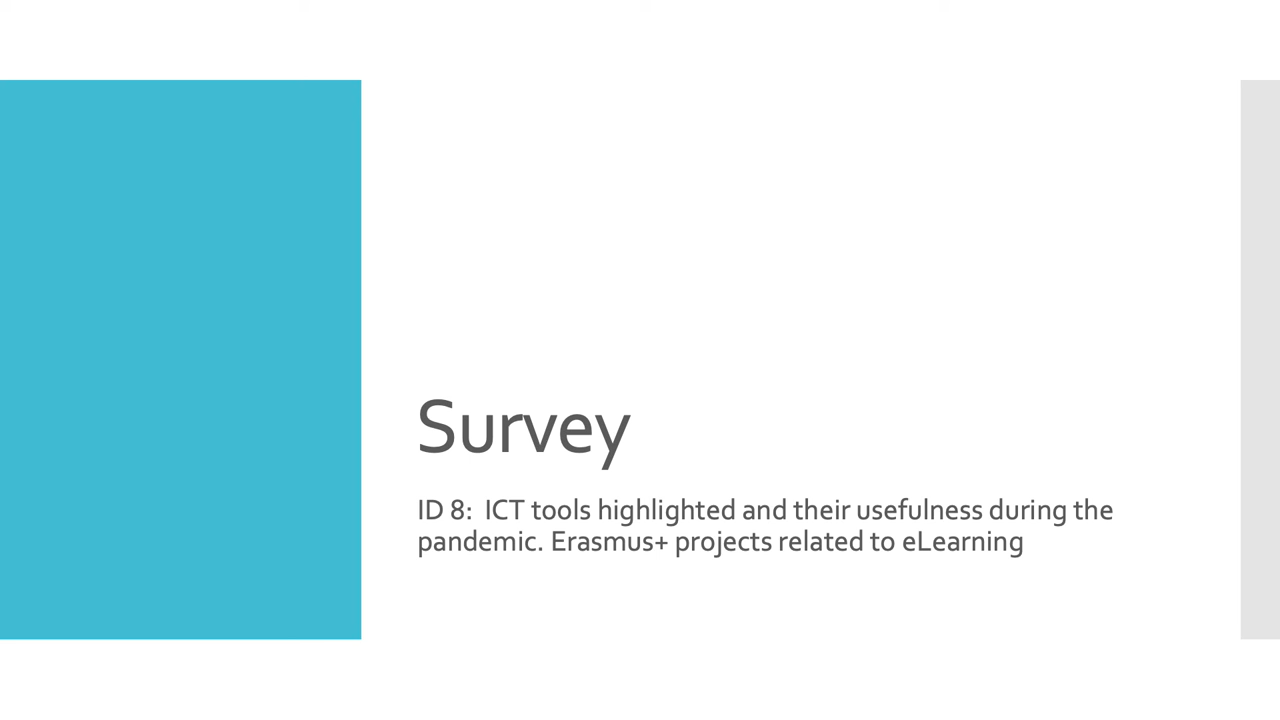 Survey
ID 8:  ICT tools highlighted and their usefulness during the
pandemic. Erasmus+ projects related to eLearning